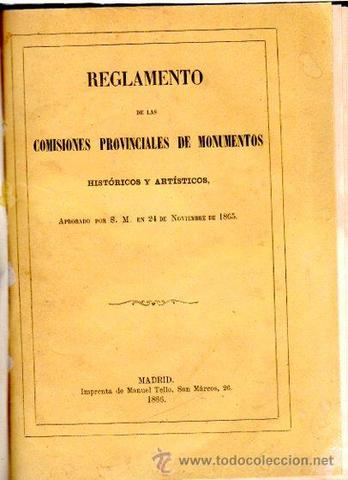 REGLAMENTO
DE LAS
COMISIONES PROVINCIALES DE MONUMENTOS
HISTÓRICOS Y ARTÍSTICOS,
APROBADO POR S. M. EN 24 DE NOVIEMBRE DE 1865.
MADRID.
Imprenta de Manuel Tello, San Márcos, 26.
1866.
www.todocoleccion.net